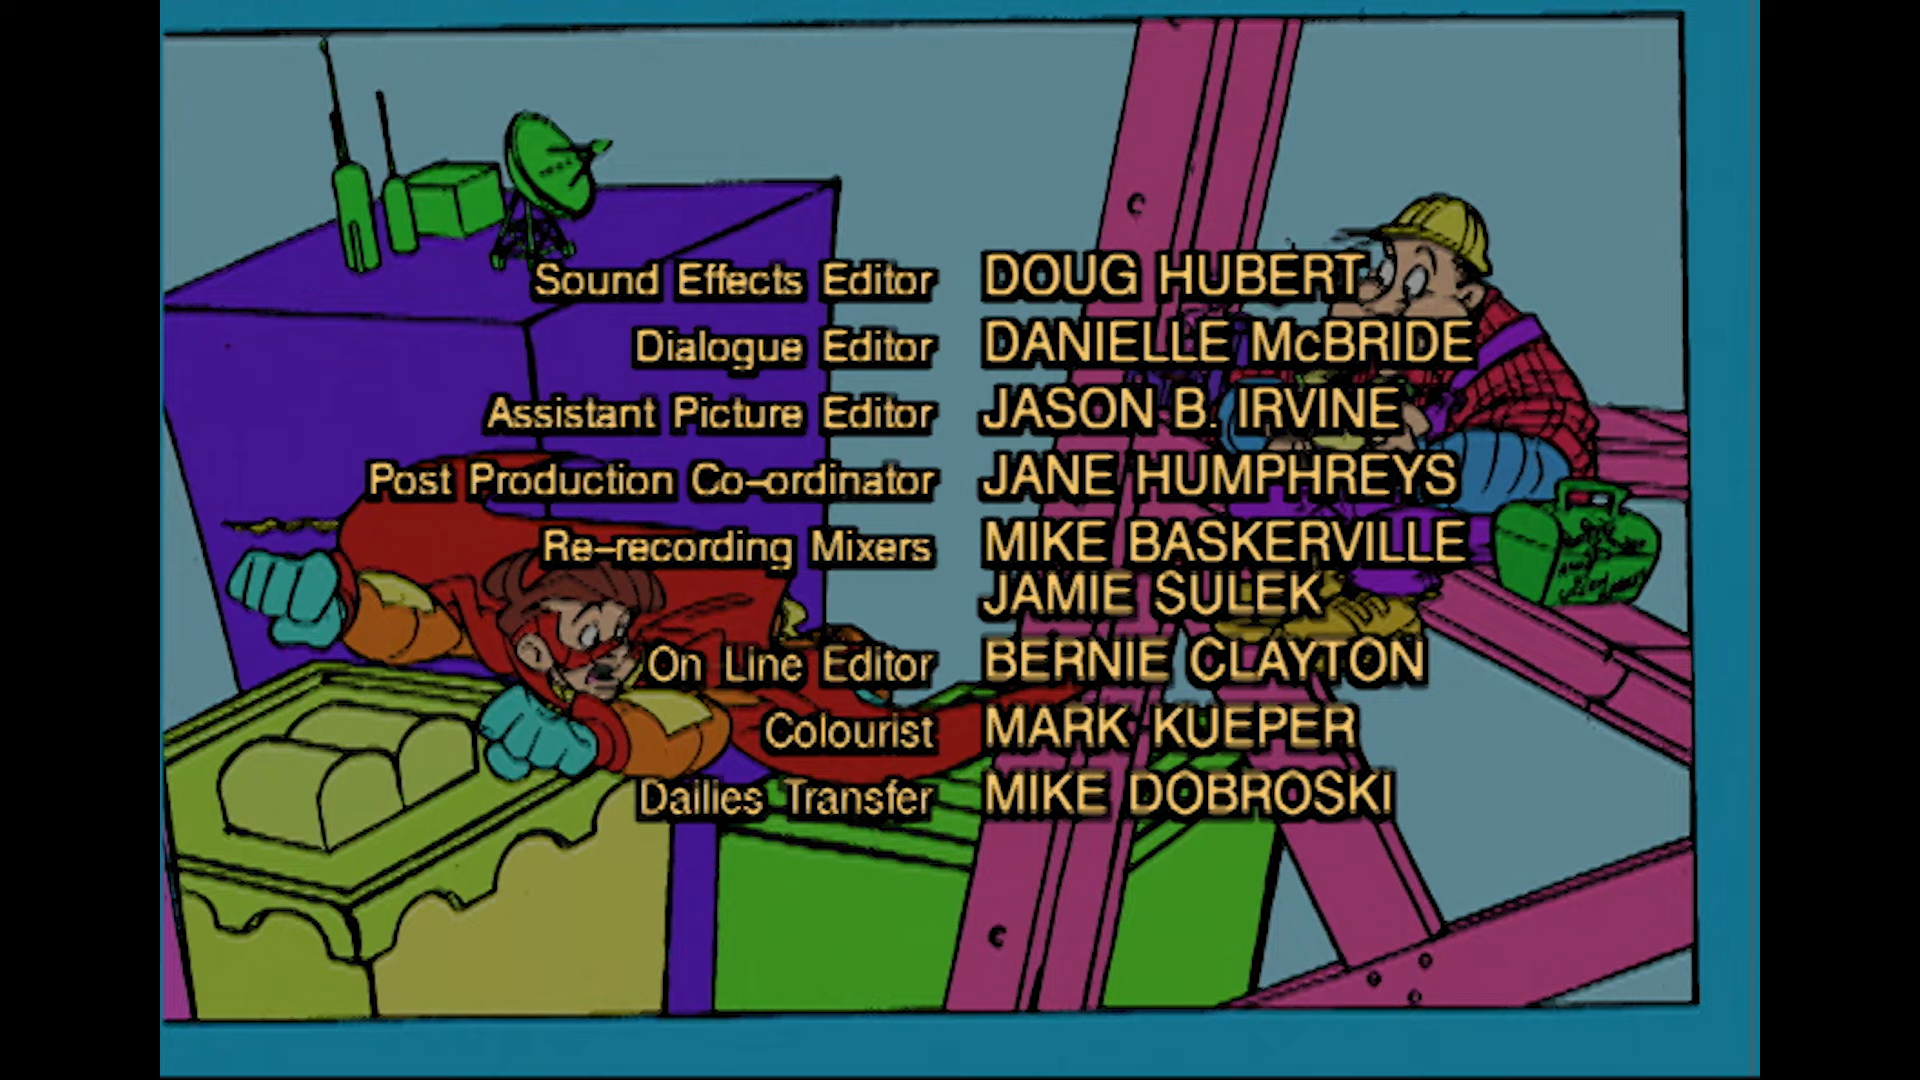 Sound Effects Editor DOUG HUBERT
Dialogue Editor DANIELLE McBRIDE
Assistant Picture Editor JASON B. IRVINE
Post Production Co-ordinator JANE HUMPHREYS
Re-recording Mixers MIKE BASKERVILLE
JAMIE SULEK
On Line Editor BERNIE CLAYTON
Colourist MARK KUEPER
Dailies Transfer MIKE DOBROSKI